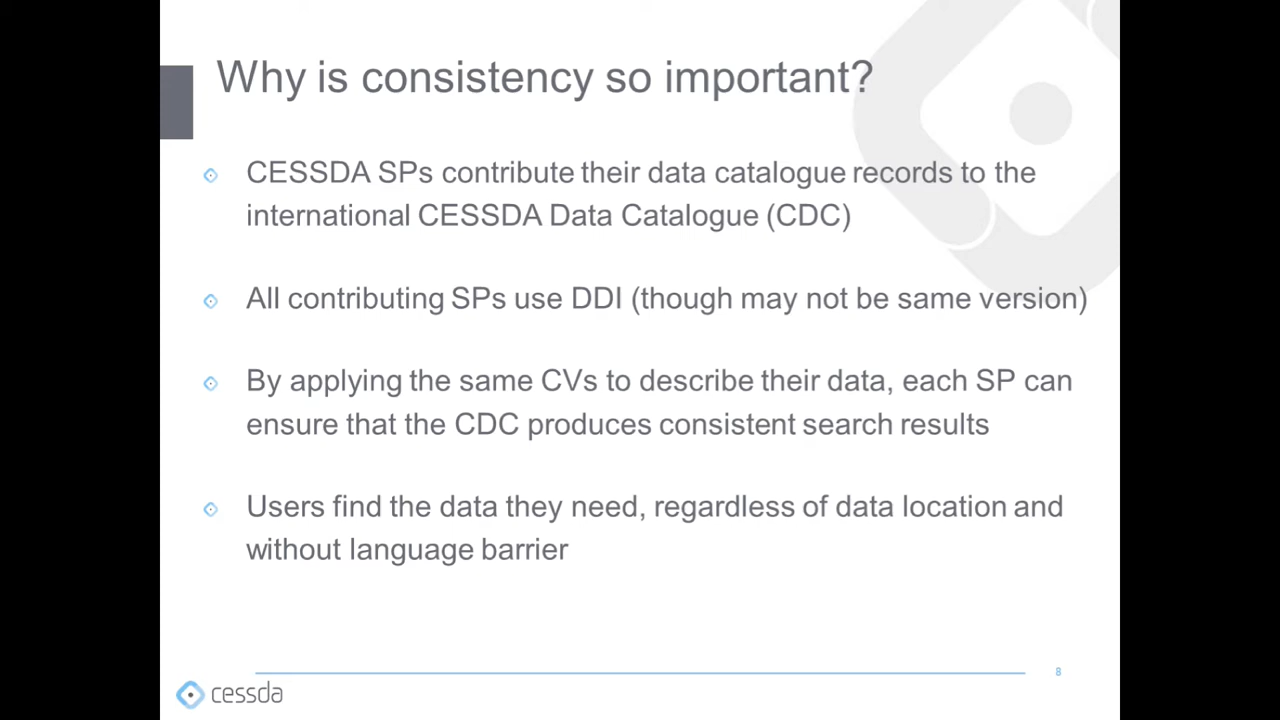 Why is consistency so important?
CESSDA SPs contribute their data catalogue records to the
international CESSDA Data Catalogue (CDC)
All contributing SPs use DDI (though may not be same version)
By applying the same CVs to describe their data, each SP can
ensure that the CDC produces consistent search results
Users find the data they need, regardless of data location and
without language barrier
8
cessda